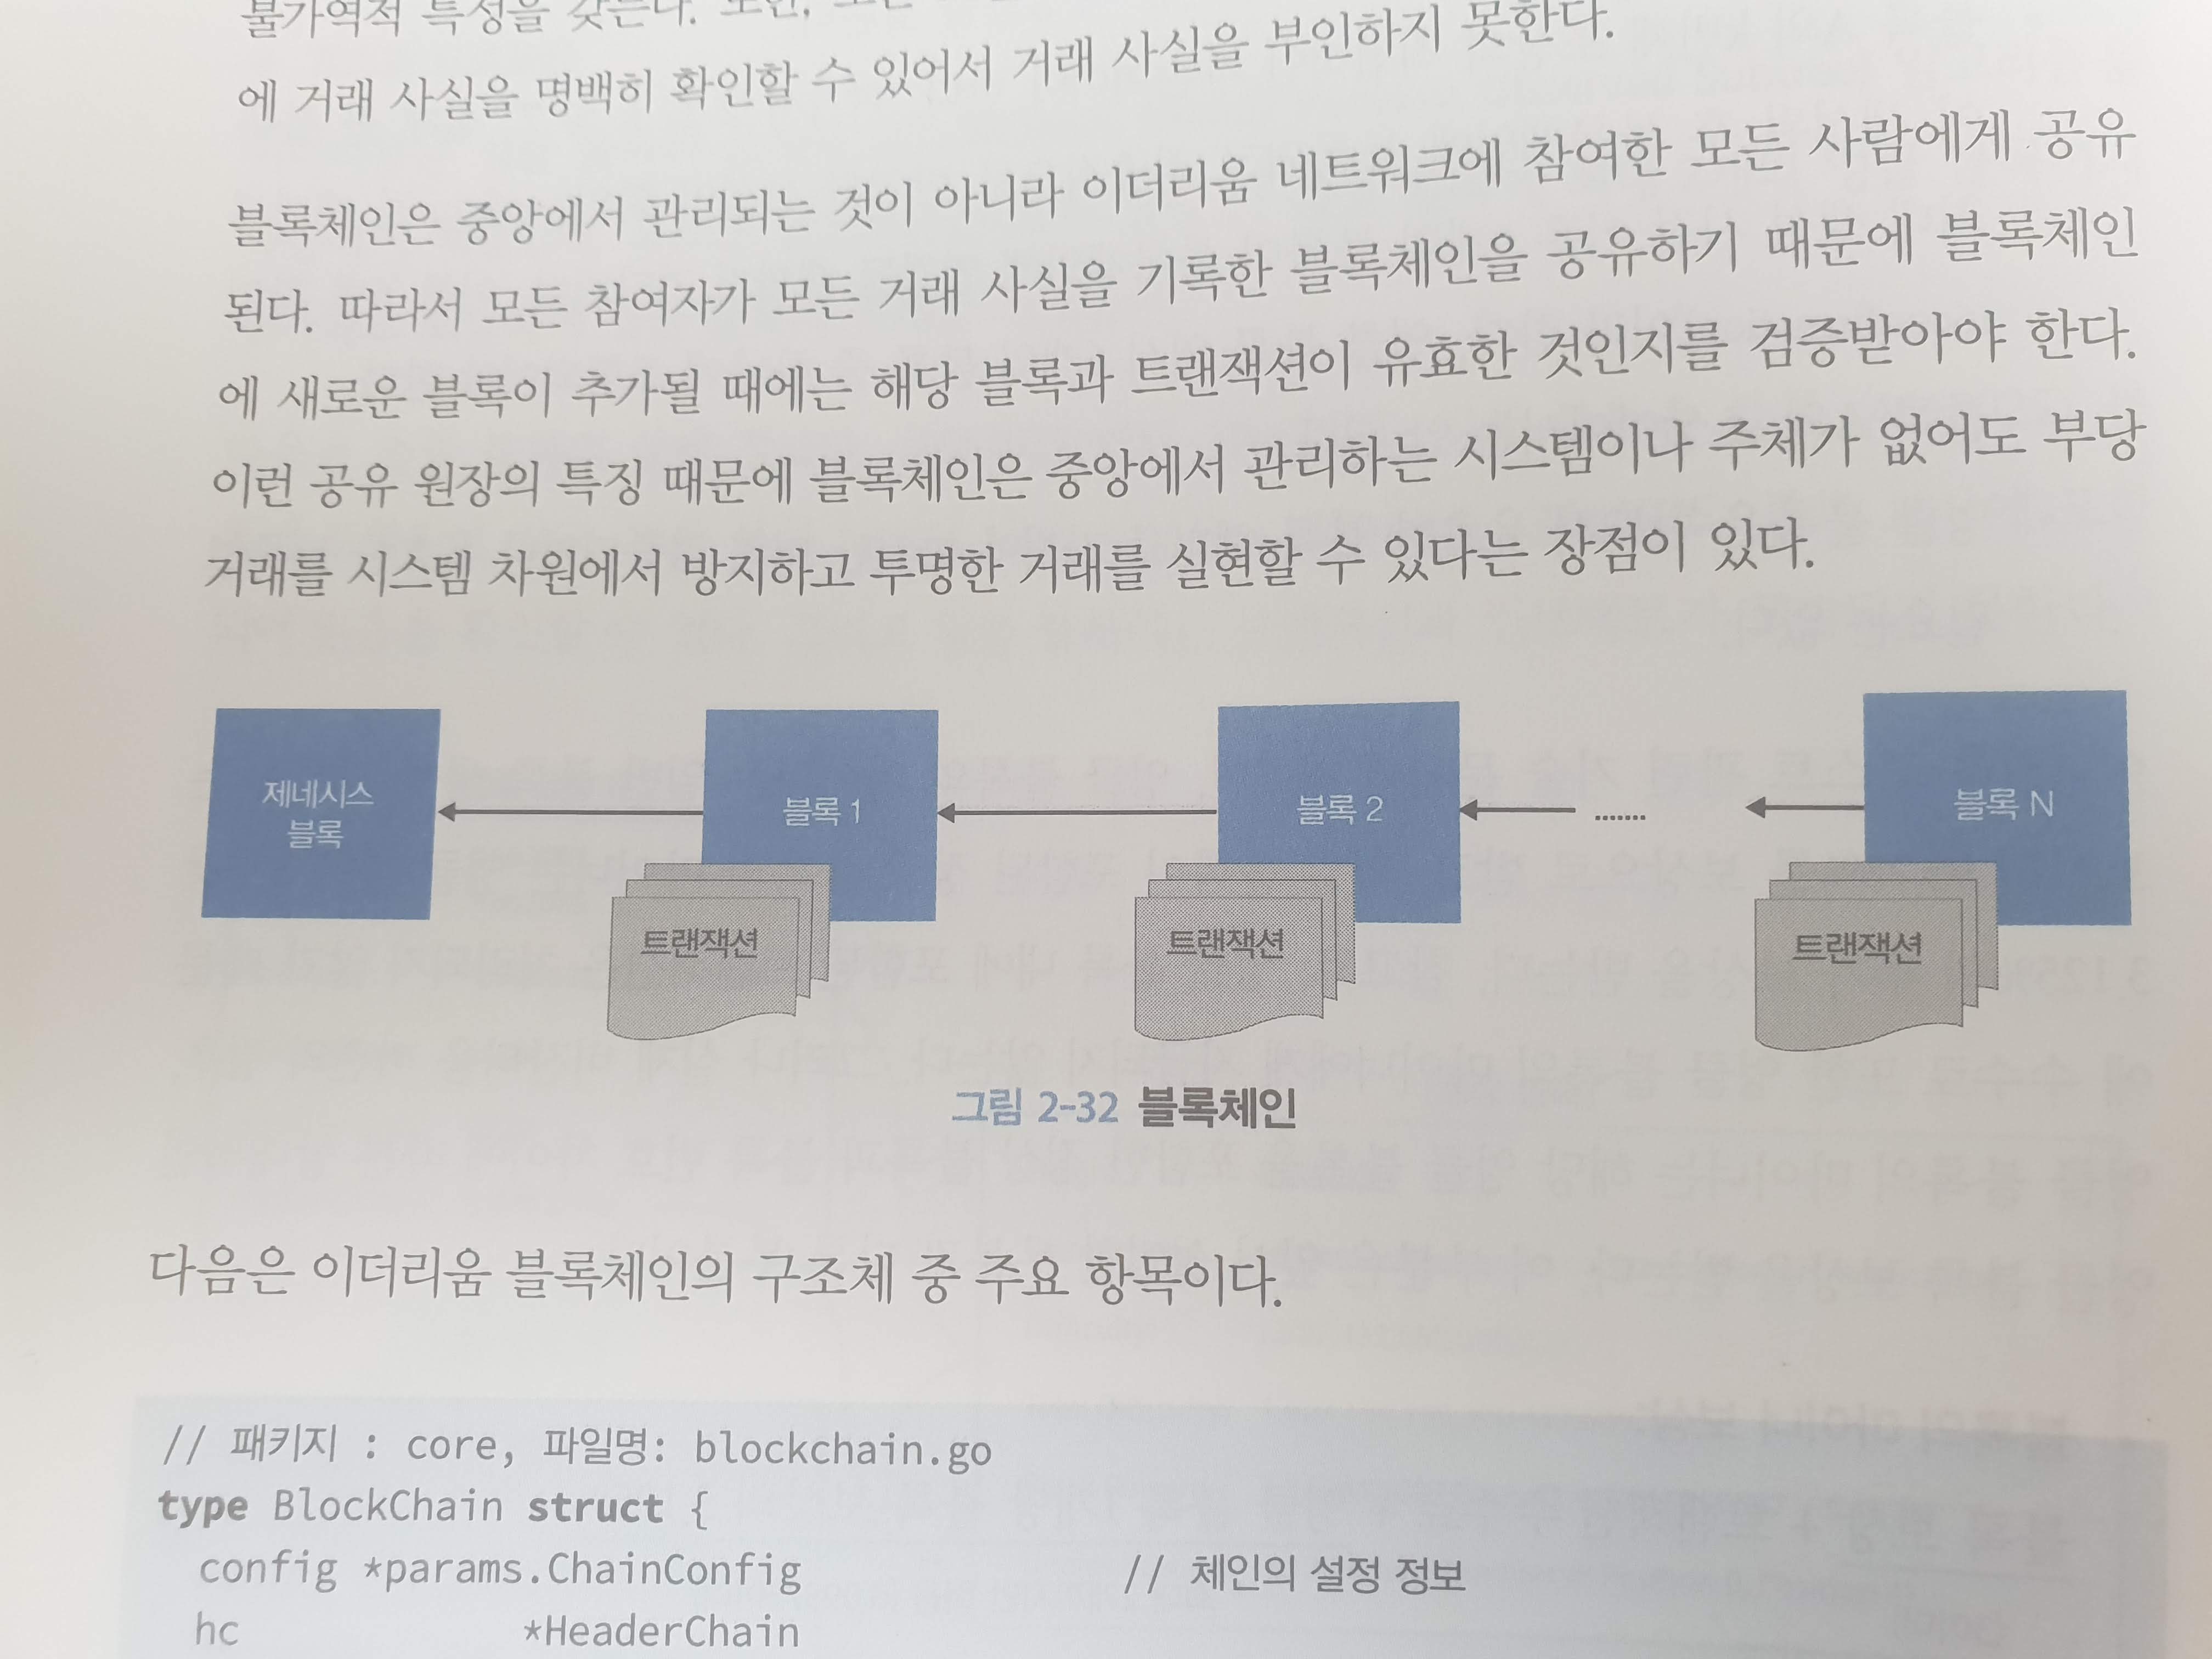 불가역적 특성을 갖는다. 또한,
에 거래 사실을 명백히 확인할 수 있어서 거래 사실을 부인하지 못한다.
블록체인은 중앙에서 관리되는 것이 아니라 이더리움 네트워크에 참여한 모든 사람에게 공유
된다. 따라서 모든 참여자가 모든 거래 사실을 기록한 블록체인을 공유하기 때문에 블록체인
에 새로운 블록이 추가될 때에는 해당 블록과 트랜잭션이 유효한 것인지를 검증받아야 한다.
이런 공유 원장의 특징 때문에 블록체인은 중앙에서 관리하는 시스템이나 주체가 없어도 부당
거래를 시스템 차원에서 방지하고 투명한 거래를 실현할 수 있다는 장점이 있다.
제네시스
블록
블록 1
블록 2
.......
블록 N
트랜잭션
트랜잭션
트랜잭션
그림 2-32 블록체인
다음은 이더리움 블록체인의 구조체 중 주요 항목이다.
// 패키지 : core, 파일명: blockchain.go
type BlockChain struct {
config *params.ChainConfig // 체인의 설정 정보
hc *HeaderChain